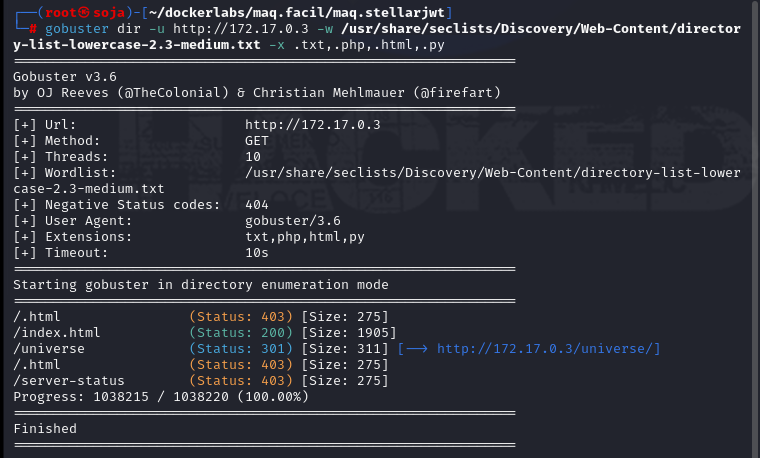 ┌──(root㉿soja)-[~/dockerlabs/maq.facil/maq.stellarjwt]
└─# gobuster dir -u http://172.17.0.3 -w /usr/share/seclists/Discovery/Web-Content/director
y-list-lowercase-2.3-medium.txt -x .txt,.php,.html,.py
===============================================================
Gobuster v3.6
by OJ Reeves (@TheColonial) & Christian Mehlmauer (@firefart)
===============================================================
[+] Url:                     http://172.17.0.3
[+] Method:                  GET
[+] Threads:                 10
[+] Wordlist:                /usr/share/seclists/Discovery/Web-Content/directory-list-lower
case-2.3-medium.txt
[+] Negative Status codes:   404
[+] User Agent:              gobuster/3.6
[+] Extensions:              txt,php,html,py
[+] Timeout:                 10s
===============================================================
Starting gobuster in directory enumeration mode
===============================================================
/.html                (Status: 403) [Size: 275]
/index.html           (Status: 200) [Size: 1905]
/universe             (Status: 301) [Size: 311] [--> http://172.17.0.3/universe/]
/.html                (Status: 403) [Size: 275]
/server-status        (Status: 403) [Size: 275]
Progress: 1038215 / 1038220 (100.00%)
===============================================================
Finished
===============================================================
HACKED